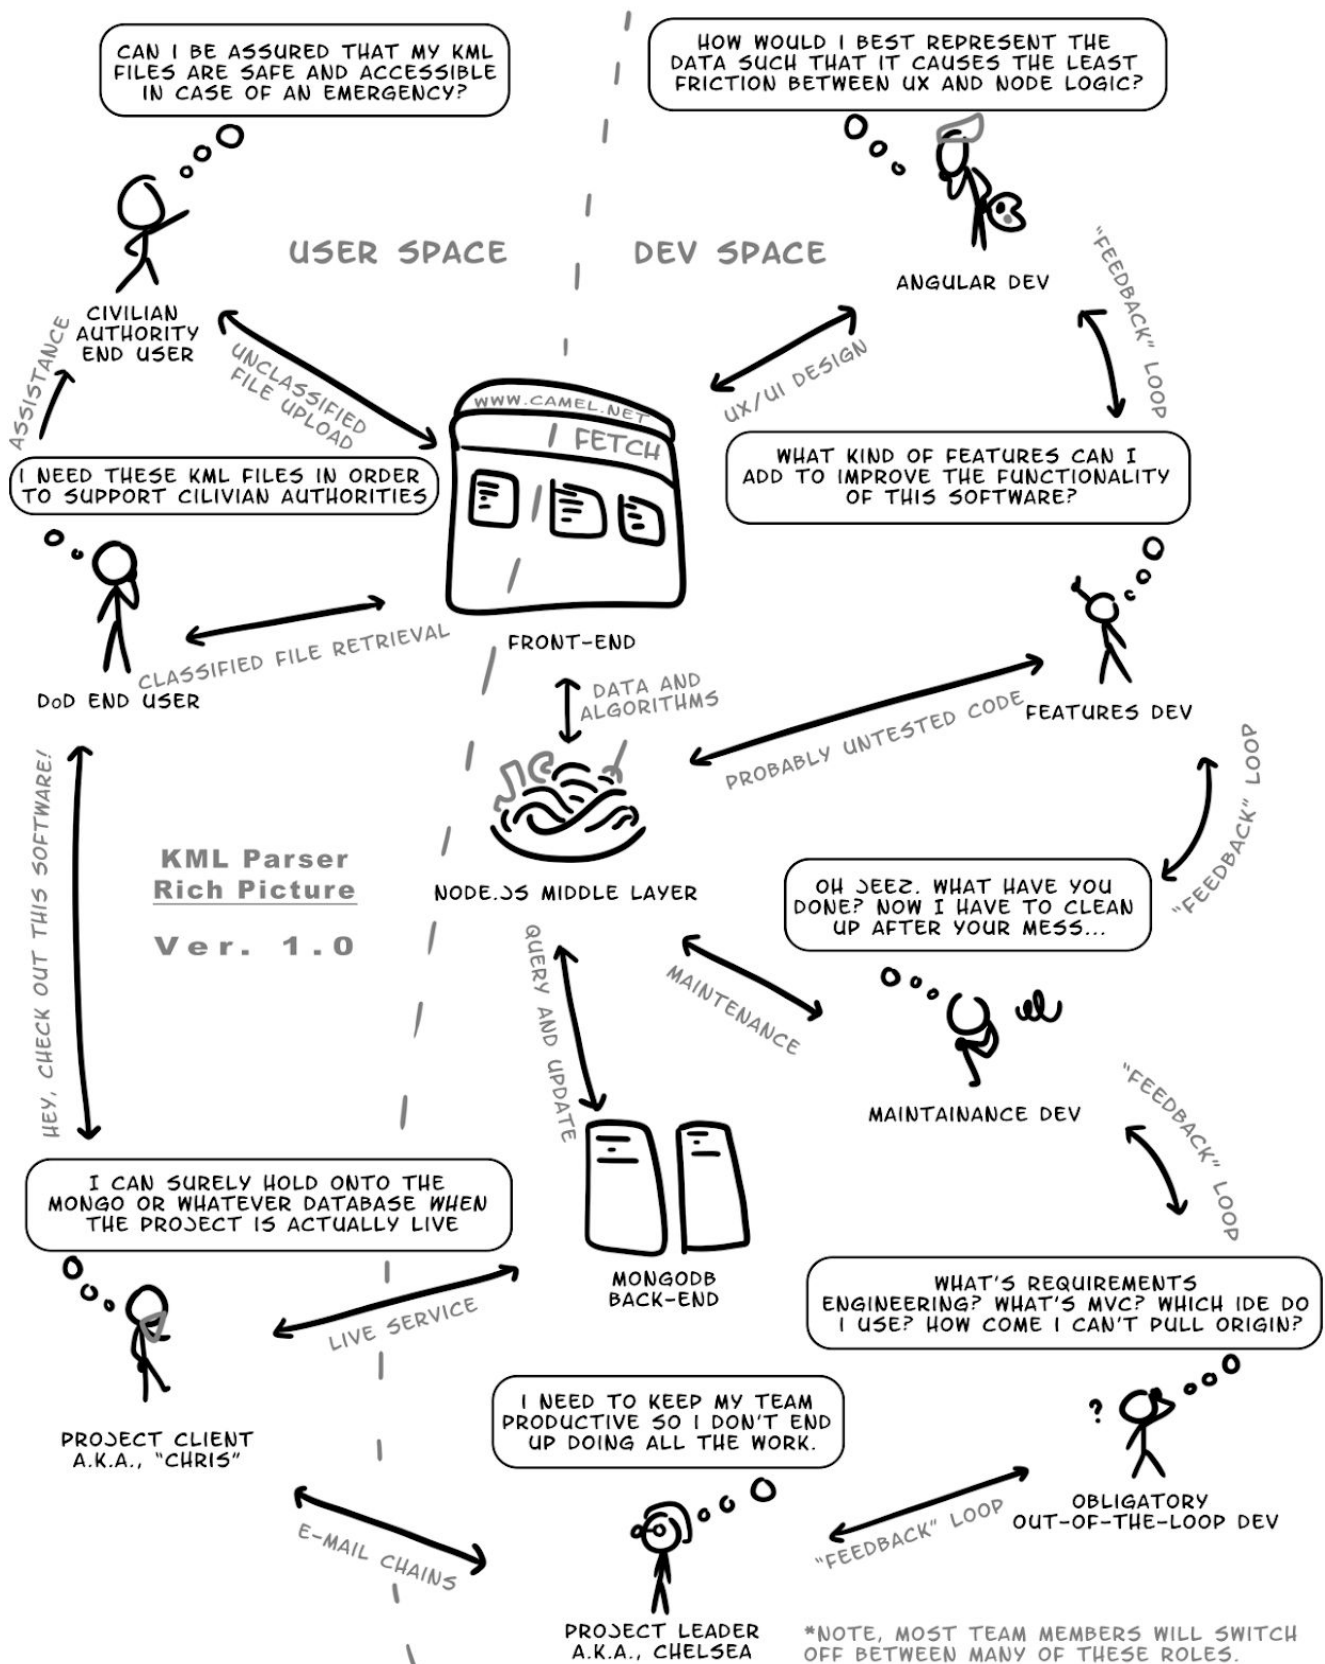 CAN I BE ASSURED THAT MY KML
FILES ARE SAFE AND ACCESSIBLE
IN CASE OF AN EMERGENCY?
HOW WOULD I BEST REPRESENT THE
DATA SUCH THAT IT CAUSES THE LEAST
FRICTION BETWEEN UX AND NODE LOGIC?
USER SPACE
DEV SPACE
ANGULAR DEV
"FEEDBACK" LOOP
CIVILIAN
AUTHORITY
END USER
ASSISTANCE
UNCLASSIFIED
FILE UPLOAD
UX/UI DESIGN
WWW.CAMEL.NET
FETCH
I NEED THESE KML FILES IN ORDER
TO SUPPORT CILIVIAN AUTHORITIES
WHAT KIND OF FEATURES CAN I
ADD TO IMPROVE THE FUNCTIONALITY
OF THIS SOFTWARE?
CLASSIFIED FILE RETRIEVAL
DoD END USER
FRONT-END
DATA AND
ALGORITHMS
PROBABLY UNTESTED CODE
FEATURES DEV
"FEEDBACK" LOOP
HEY, CHECK OUT THIS SOFTWARE!
KML Parser
Rich Picture
Ver. 1.0
JS
NODE.JS MIDDLE LAYER
OH JEEZ. WHAT HAVE YOU
DONE? NOW I HAVE TO CLEAN
UP AFTER YOUR MESS...
QUERY AND UPDATE
MAINTENANCE
MAINTAINANCE DEV
"FEEDBACK" LOOP
I CAN SURELY HOLD ONTO THE
MONGO OR WHATEVER DATABASE WHEN
THE PROJECT IS ACTUALLY LIVE
MONGODB
BACK-END
LIVE SERVICE
WHAT'S REQUIREMENTS
ENGINEERING? WHAT'S MVC? WHICH IDE DO
I USE? HOW COME I CAN'T PULL ORIGIN?
PROJECT CLIENT
A.K.A., "CHRIS"
I NEED TO KEEP MY TEAM
PRODUCTIVE SO I DON'T END
UP DOING ALL THE WORK.
?
OBLIGATORY
OUT-OF-THE-LOOP DEV
E-MAIL CHAINS
"FEEDBACK" LOOP
PROJECT LEADER
A.K.A., CHELSEA
*NOTE, MOST TEAM MEMBERS WILL SWITCH
OFF BETWEEN MANY OF THESE ROLES.